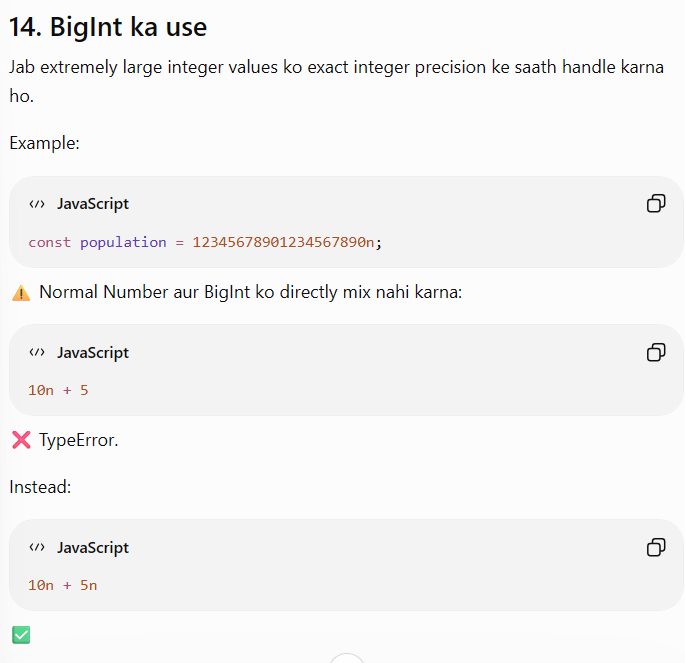 14. BigInt ka use
Jab extremely large integer values ko exact integer precision ke saath handle karna
ho.
Example:
</> JavaScript
const population = 12345678901234567890n;
⚠️ Normal Number aur BigInt ko directly mix nahi karna:
</> JavaScript
10n + 5
❌ TypeError.
Instead:
</> JavaScript
10n + 5n
✅